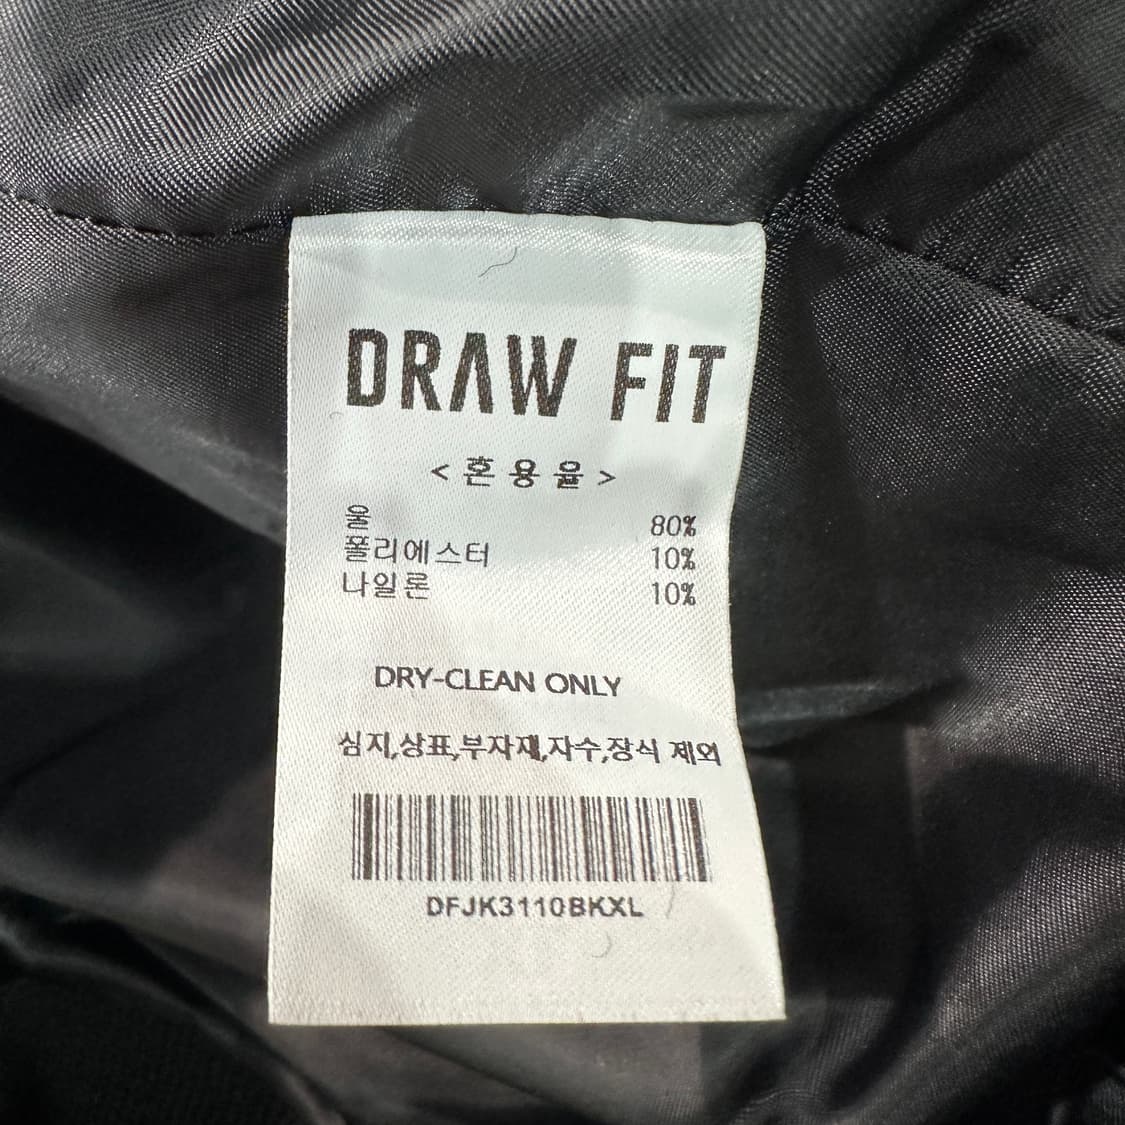 DRAW FIT
<혼용율>
울 80%
폴리에스터 10%
나일론 10%
DRY-CLEAN ONLY
심지,상표,부자재,자수,장식 제외
DFJK3110BKXL